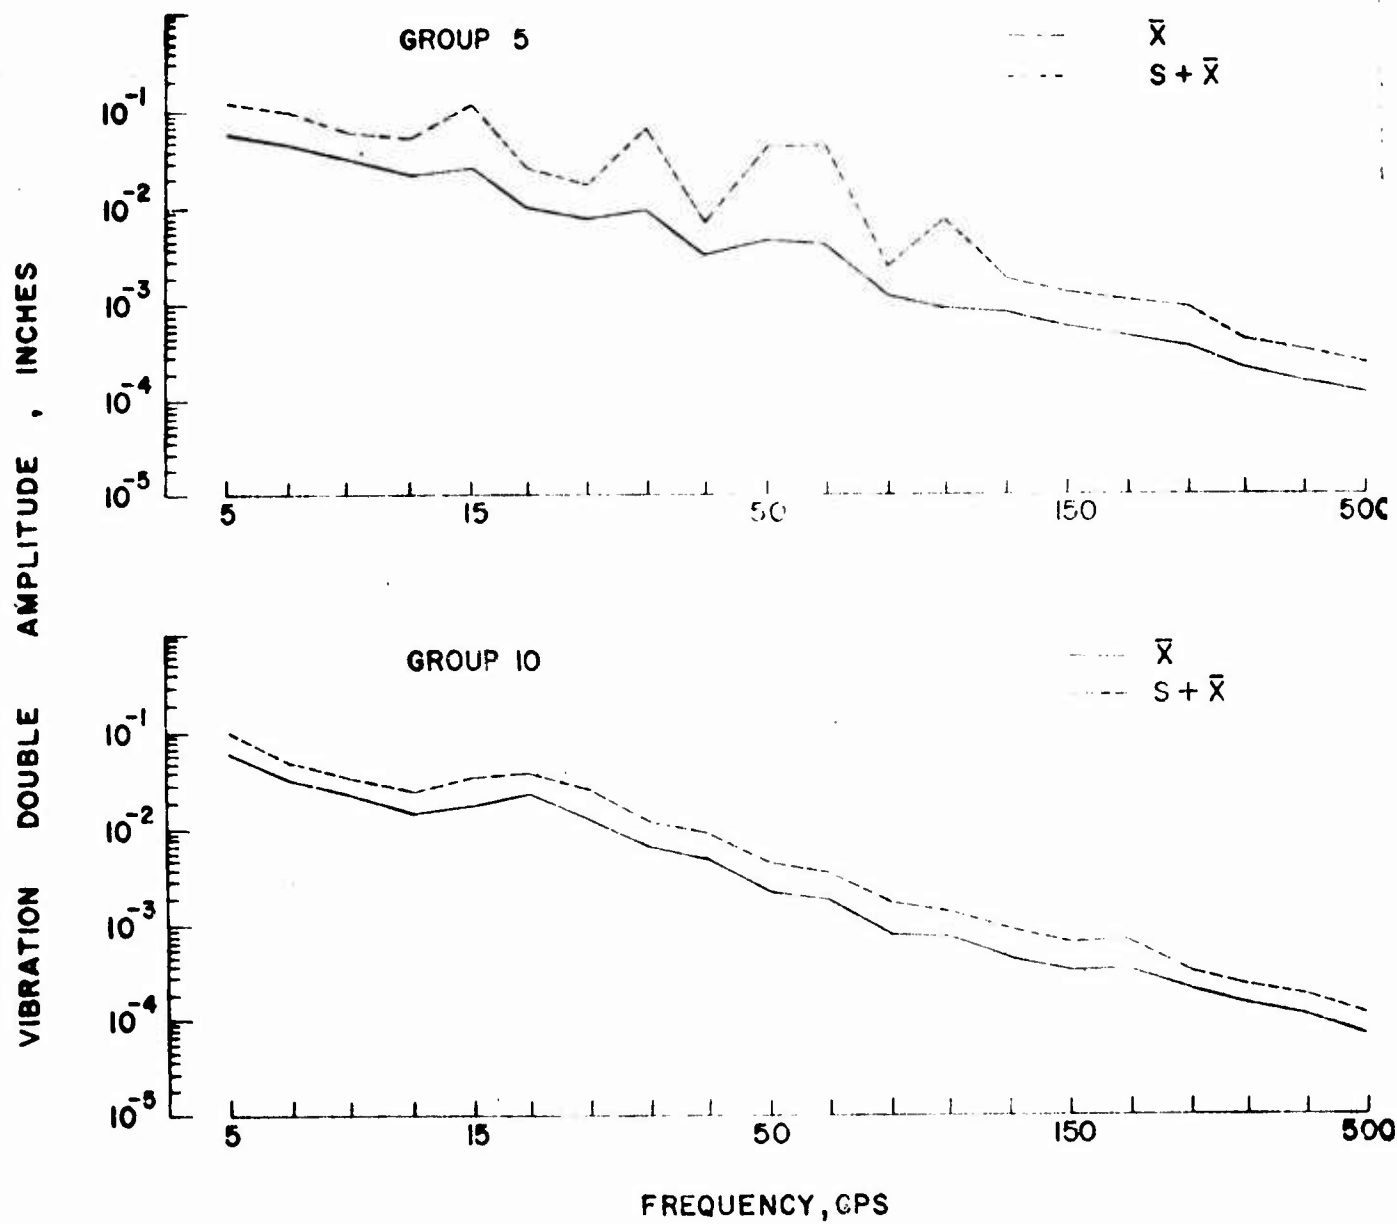 GROUP 5
X̄
S + X̄
10⁻¹
10⁻²
10⁻³
10⁻⁴
10⁻⁵
5
15
50
150
500
VIBRATION DOUBLE AMPLITUDE , INCHES
GROUP 10
X̄
S + X̄
10⁻¹
10⁻²
10⁻³
10⁻⁴
10⁻⁵
5
15
50
150
500
FREQUENCY, CPS